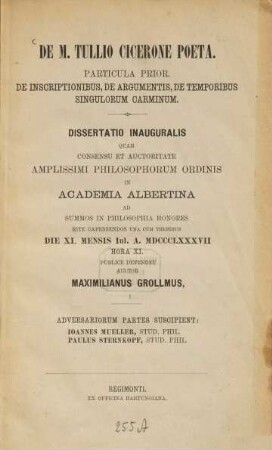 DE M. TULLIO CICERONE POETA.
PARTICULA PRIOR.
DE INSCRIPTIONIBUS, DE ARGUMENTIS, DE TEMPORIBUS
SINGULORUM CARMINUM.
DISSERTATIO INAUGURALIS
QUAM
CONSENSU ET AUCTORITATE
AMPLISSIMI PHILOSOPHORUM ORDINIS
IN
ACADEMIA ALBERTINA
AD
SUMMOS IN PHILOSOPHIA HONORES
RITE CAPESSENDOS UNA CUM THESIBUS
DIE XI. MENSIS Iul. A. MDCCCLXXXVII
HORA XI.
PUBLICE DEFENDET
AUCTOR
MAXIMILIANUS GROLLMUS,
ADVERSARIORUM PARTES SUSCIPIENT:
IOANNES MUELLER, STUD. PHIL.
PAULUS STERNKOPF, STUD. PHIL.
REGIMONTI.
EX OFFICINA HARTUNGIANA.
255A